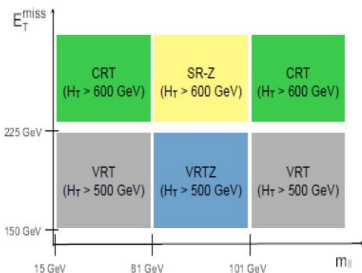 E_T^miss
CRT SR-Z CRT
(H_T > 600 GeV) (H_T > 600 GeV) (H_T > 600 GeV)
225 GeV
VRT VRTZ VRT
(H_T > 500 GeV) (H_T > 500 GeV) (H_T > 500 GeV)
150 GeV
m_ll
15 GeV 81 GeV 101 GeV